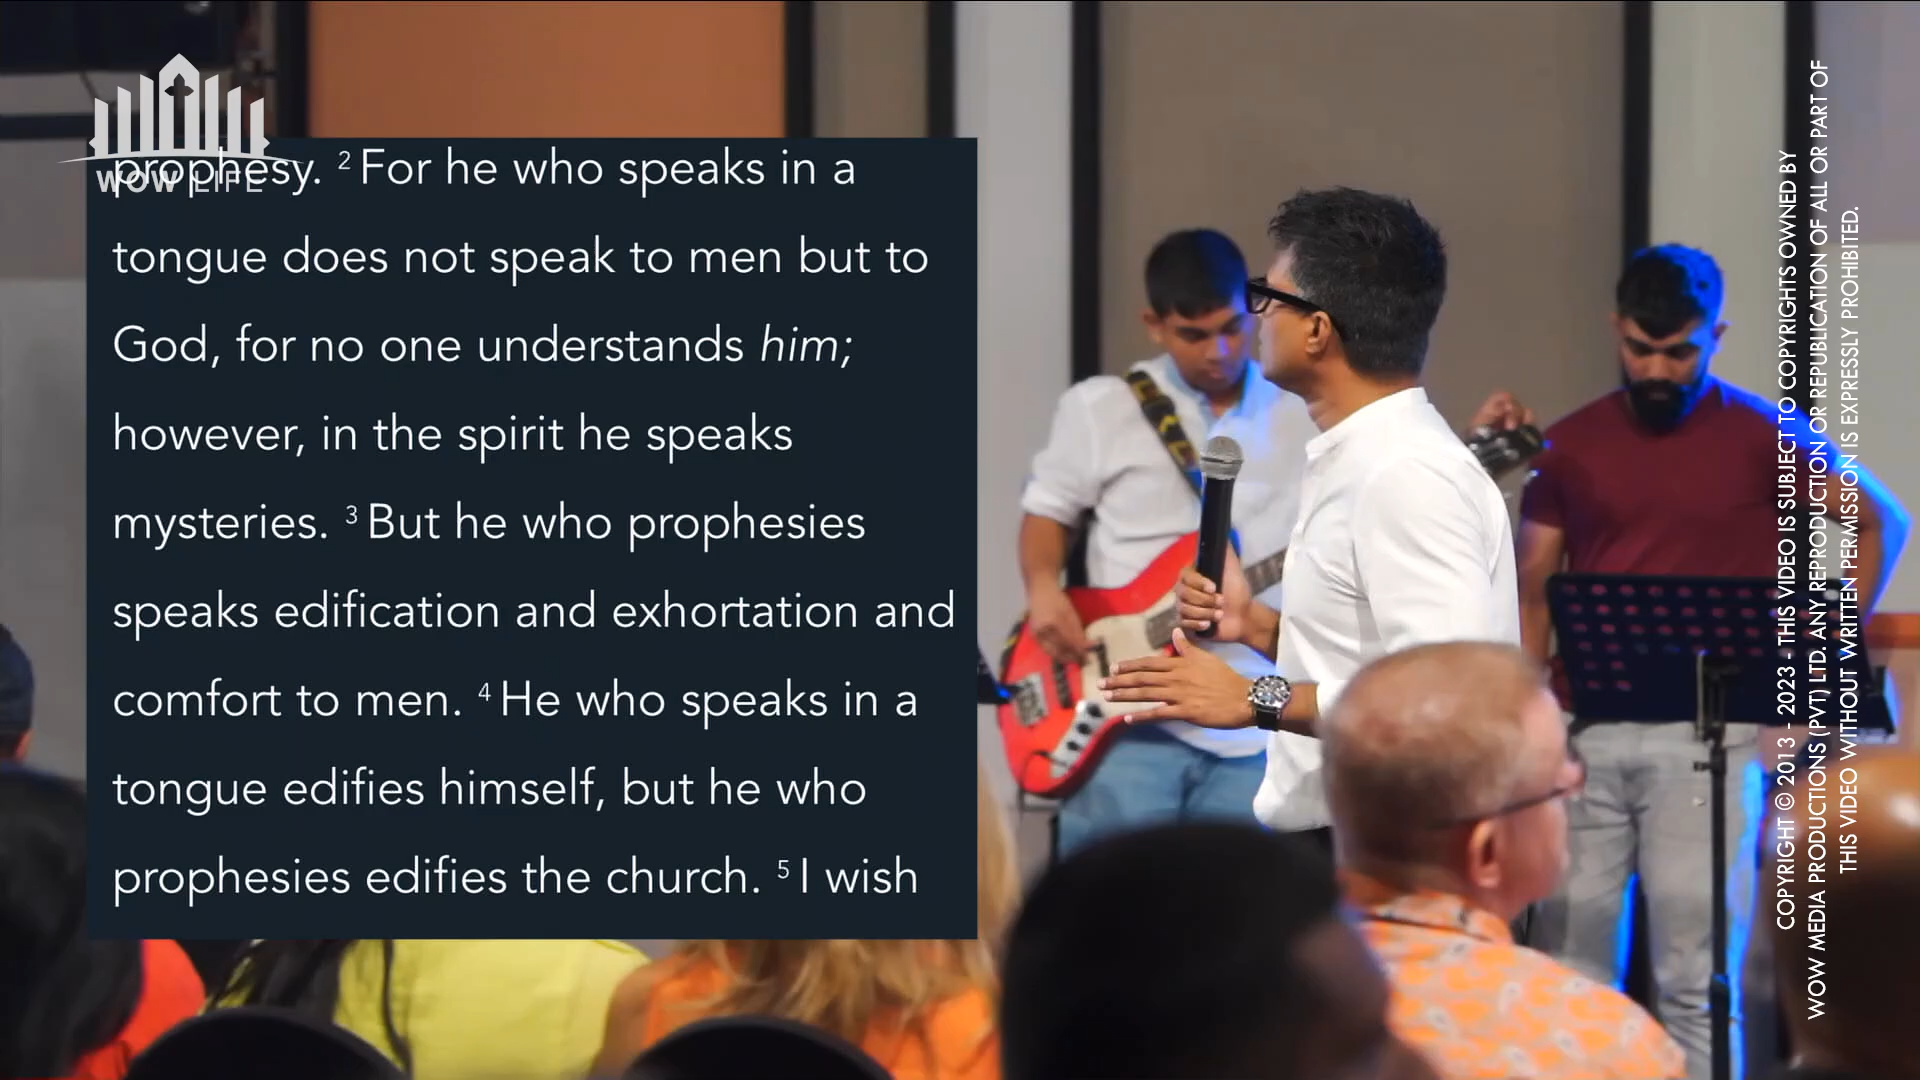 WOW LIFE
prophesy. 2 For he who speaks in a
tongue does not speak to men but to
God, for no one understands him;
however, in the spirit he speaks
mysteries. 3 But he who prophesies
speaks edification and exhortation and
comfort to men. 4 He who speaks in a
tongue edifies himself, but he who
prophesies edifies the church. 5 I wish
COPYRIGHT © 2013 - 2023 - THIS VIDEO IS SUBJECT TO COPYRIGHTS OWNED BY
WOW MEDIA PRODUCTIONS (PVT) LTD. ANY REPRODUCTION OR REPUBLICATION OF ALL OR PART OF
THIS VIDEO WITHOUT WRITTEN PERMISSION IS EXPRESSLY PROHIBITED.